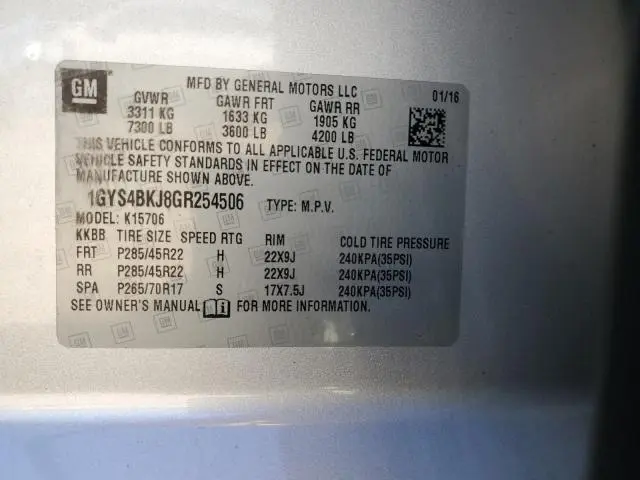 GM
MFD BY GENERAL MOTORS LLC
01/16
GVWR GAWR FRT GAWR RR
3311 KG 1633 KG 1905 KG
7300 LB 3600 LB 4200 LB
THIS VEHICLE CONFORMS TO ALL APPLICABLE U.S. FEDERAL MOTOR
VEHICLE SAFETY STANDARDS IN EFFECT ON THE DATE OF
MANUFACTURE SHOWN ABOVE.
1GYS4BKJ8GR254506 TYPE: M.P.V.
MODEL: K15706
KKBB TIRE SIZE SPEED RTG RIM COLD TIRE PRESSURE
FRT P285/45R22 H 22X9J 240KPA(35PSI)
RR P285/45R22 H 22X9J 240KPA(35PSI)
SPA P265/70R17 S 17X7.5J 240KPA(35PSI)
SEE OWNER'S MANUAL FOR MORE INFORMATION.